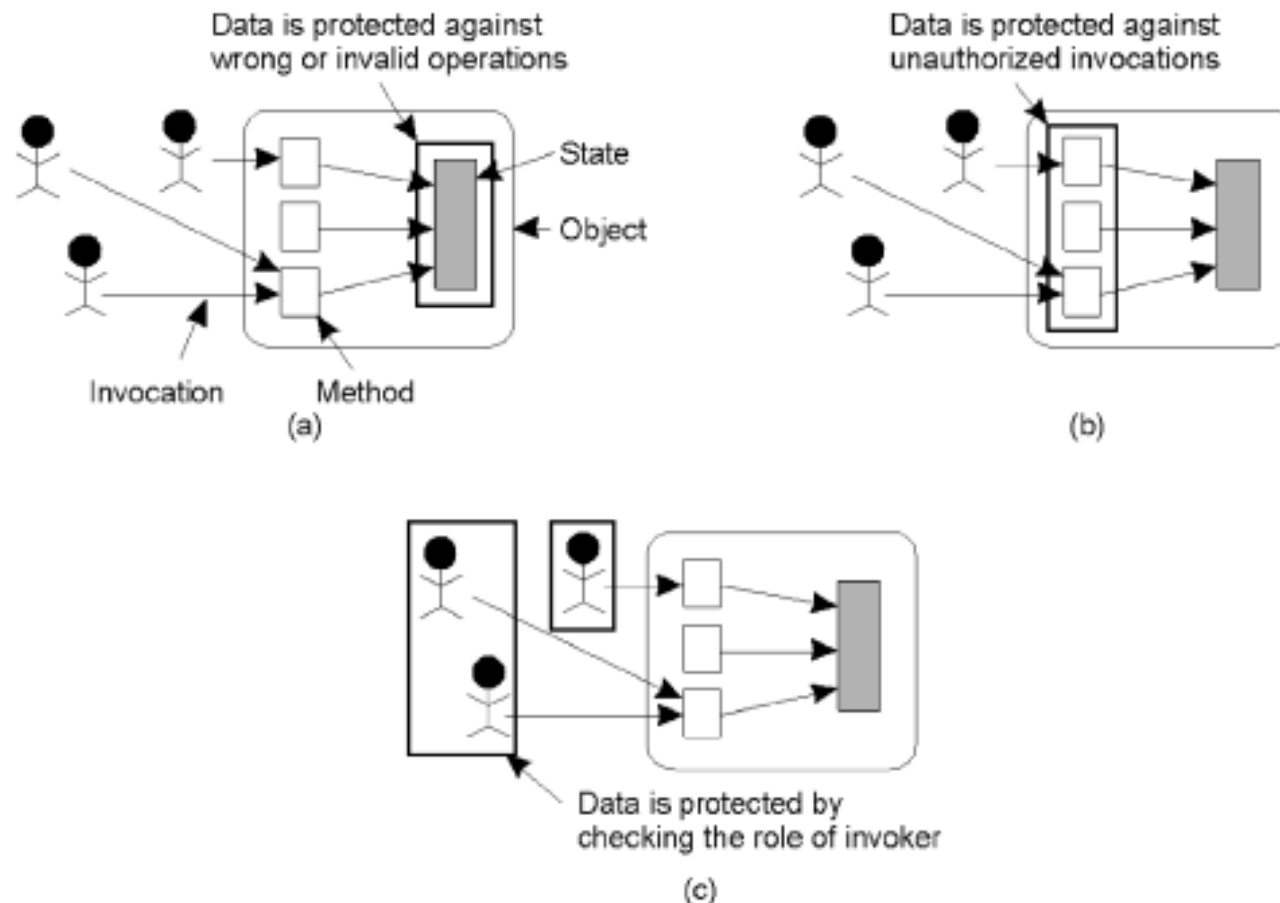 Data is protected against
wrong or invalid operations
State
Object
Invocation
Method
(a)
Data is protected against
unauthorized invocations
(b)
Data is protected by
checking the role of invoker
(c)